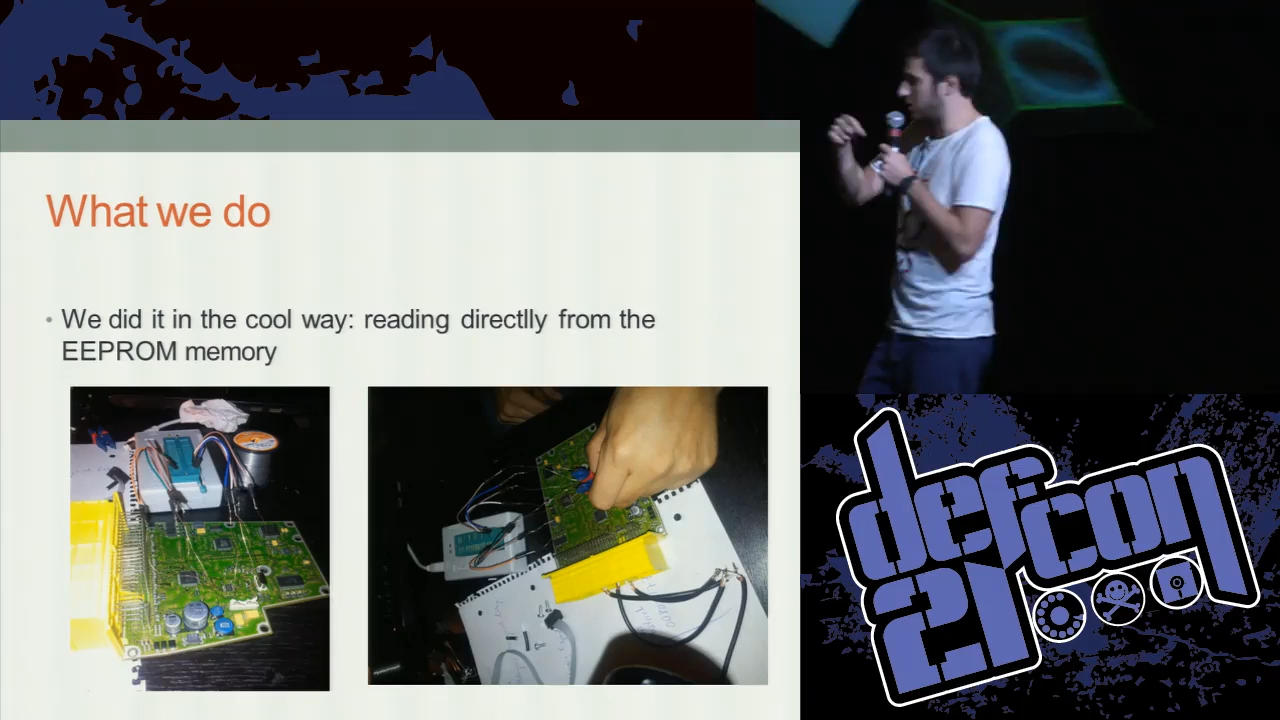 What we do
• We did it in the cool way: reading directlly from the
EEPROM memory
defcon
21